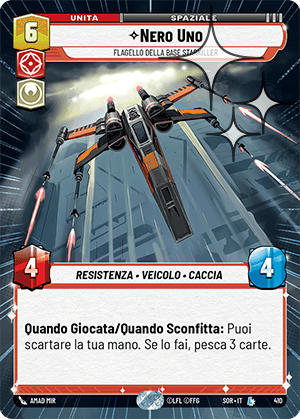 UNITÀ SPAZIALE
6
✧Nero Uno
FLAGELLO DELLA BASE STARKILLER
4
4
RESISTENZA • VEICOLO • CACCIA
Quando Giocata/Quando Sconfitta: Puoi
scartare la tua mano. Se lo fai, pesca 3 carte.
AMAD MIR ©LFL ©FFG SOR • IT 410